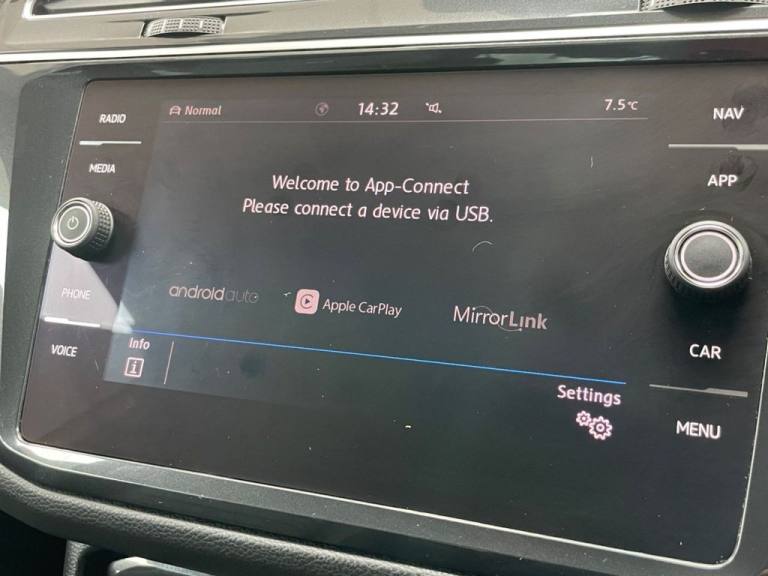 RADIO
MEDIA
PHONE
VOICE
Normal
14:32
7.5°C
Welcome to App-Connect
Please connect a device via USB.
androidauto
Apple CarPlay
MirrorLink
Info
i
Settings
NAV
APP
CAR
MENU